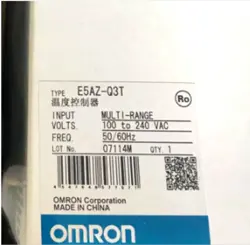 TYPE E5AZ-Q3T
温度控制器
Ro
INPUT MULTI-RANGE
VOLTS. 100 to 240 VAC
FREQ. 50/60Hz
LOT No. 07114M QTY. 1
OMRON Corporation
MADE IN CHINA
OMRON